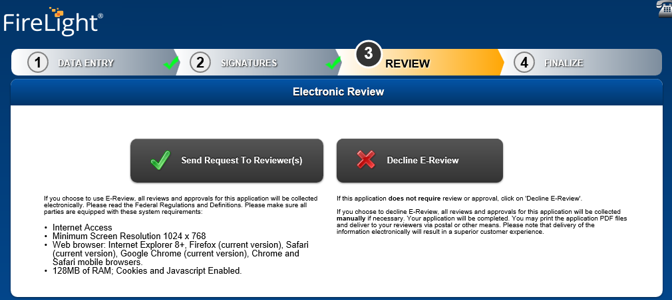 FireLight®
1 DATA ENTRY 2 SIGNATURES 3 REVIEW 4 FINALIZE
Electronic Review
Send Request To Reviewer(s)
If you choose to use E-Review, all reviews and approvals for this application will be collected
electronically. Please read the Federal Regulations and Definitions. Please make sure all
parties are equipped with these system requirements:
• Internet Access
• Minimum Screen Resolution 1024 x 768
• Web browser: Internet Explorer 8+, Firefox (current version), Safari
(current version), Google Chrome (current version), Chrome and
Safari mobile browsers.
• 128MB of RAM; Cookies and Javascript Enabled.
Decline E-Review
If this application does not require review or approval, click on 'Decline E-Review'.
If you choose to decline E-Review, all reviews and approvals for this application will be collected
manually if necessary. Your application will be completed. You may print the application PDF files
and deliver to your reviewers via postal or other means. Please note that delivery of the
information electronically will result in a superior customer experience.